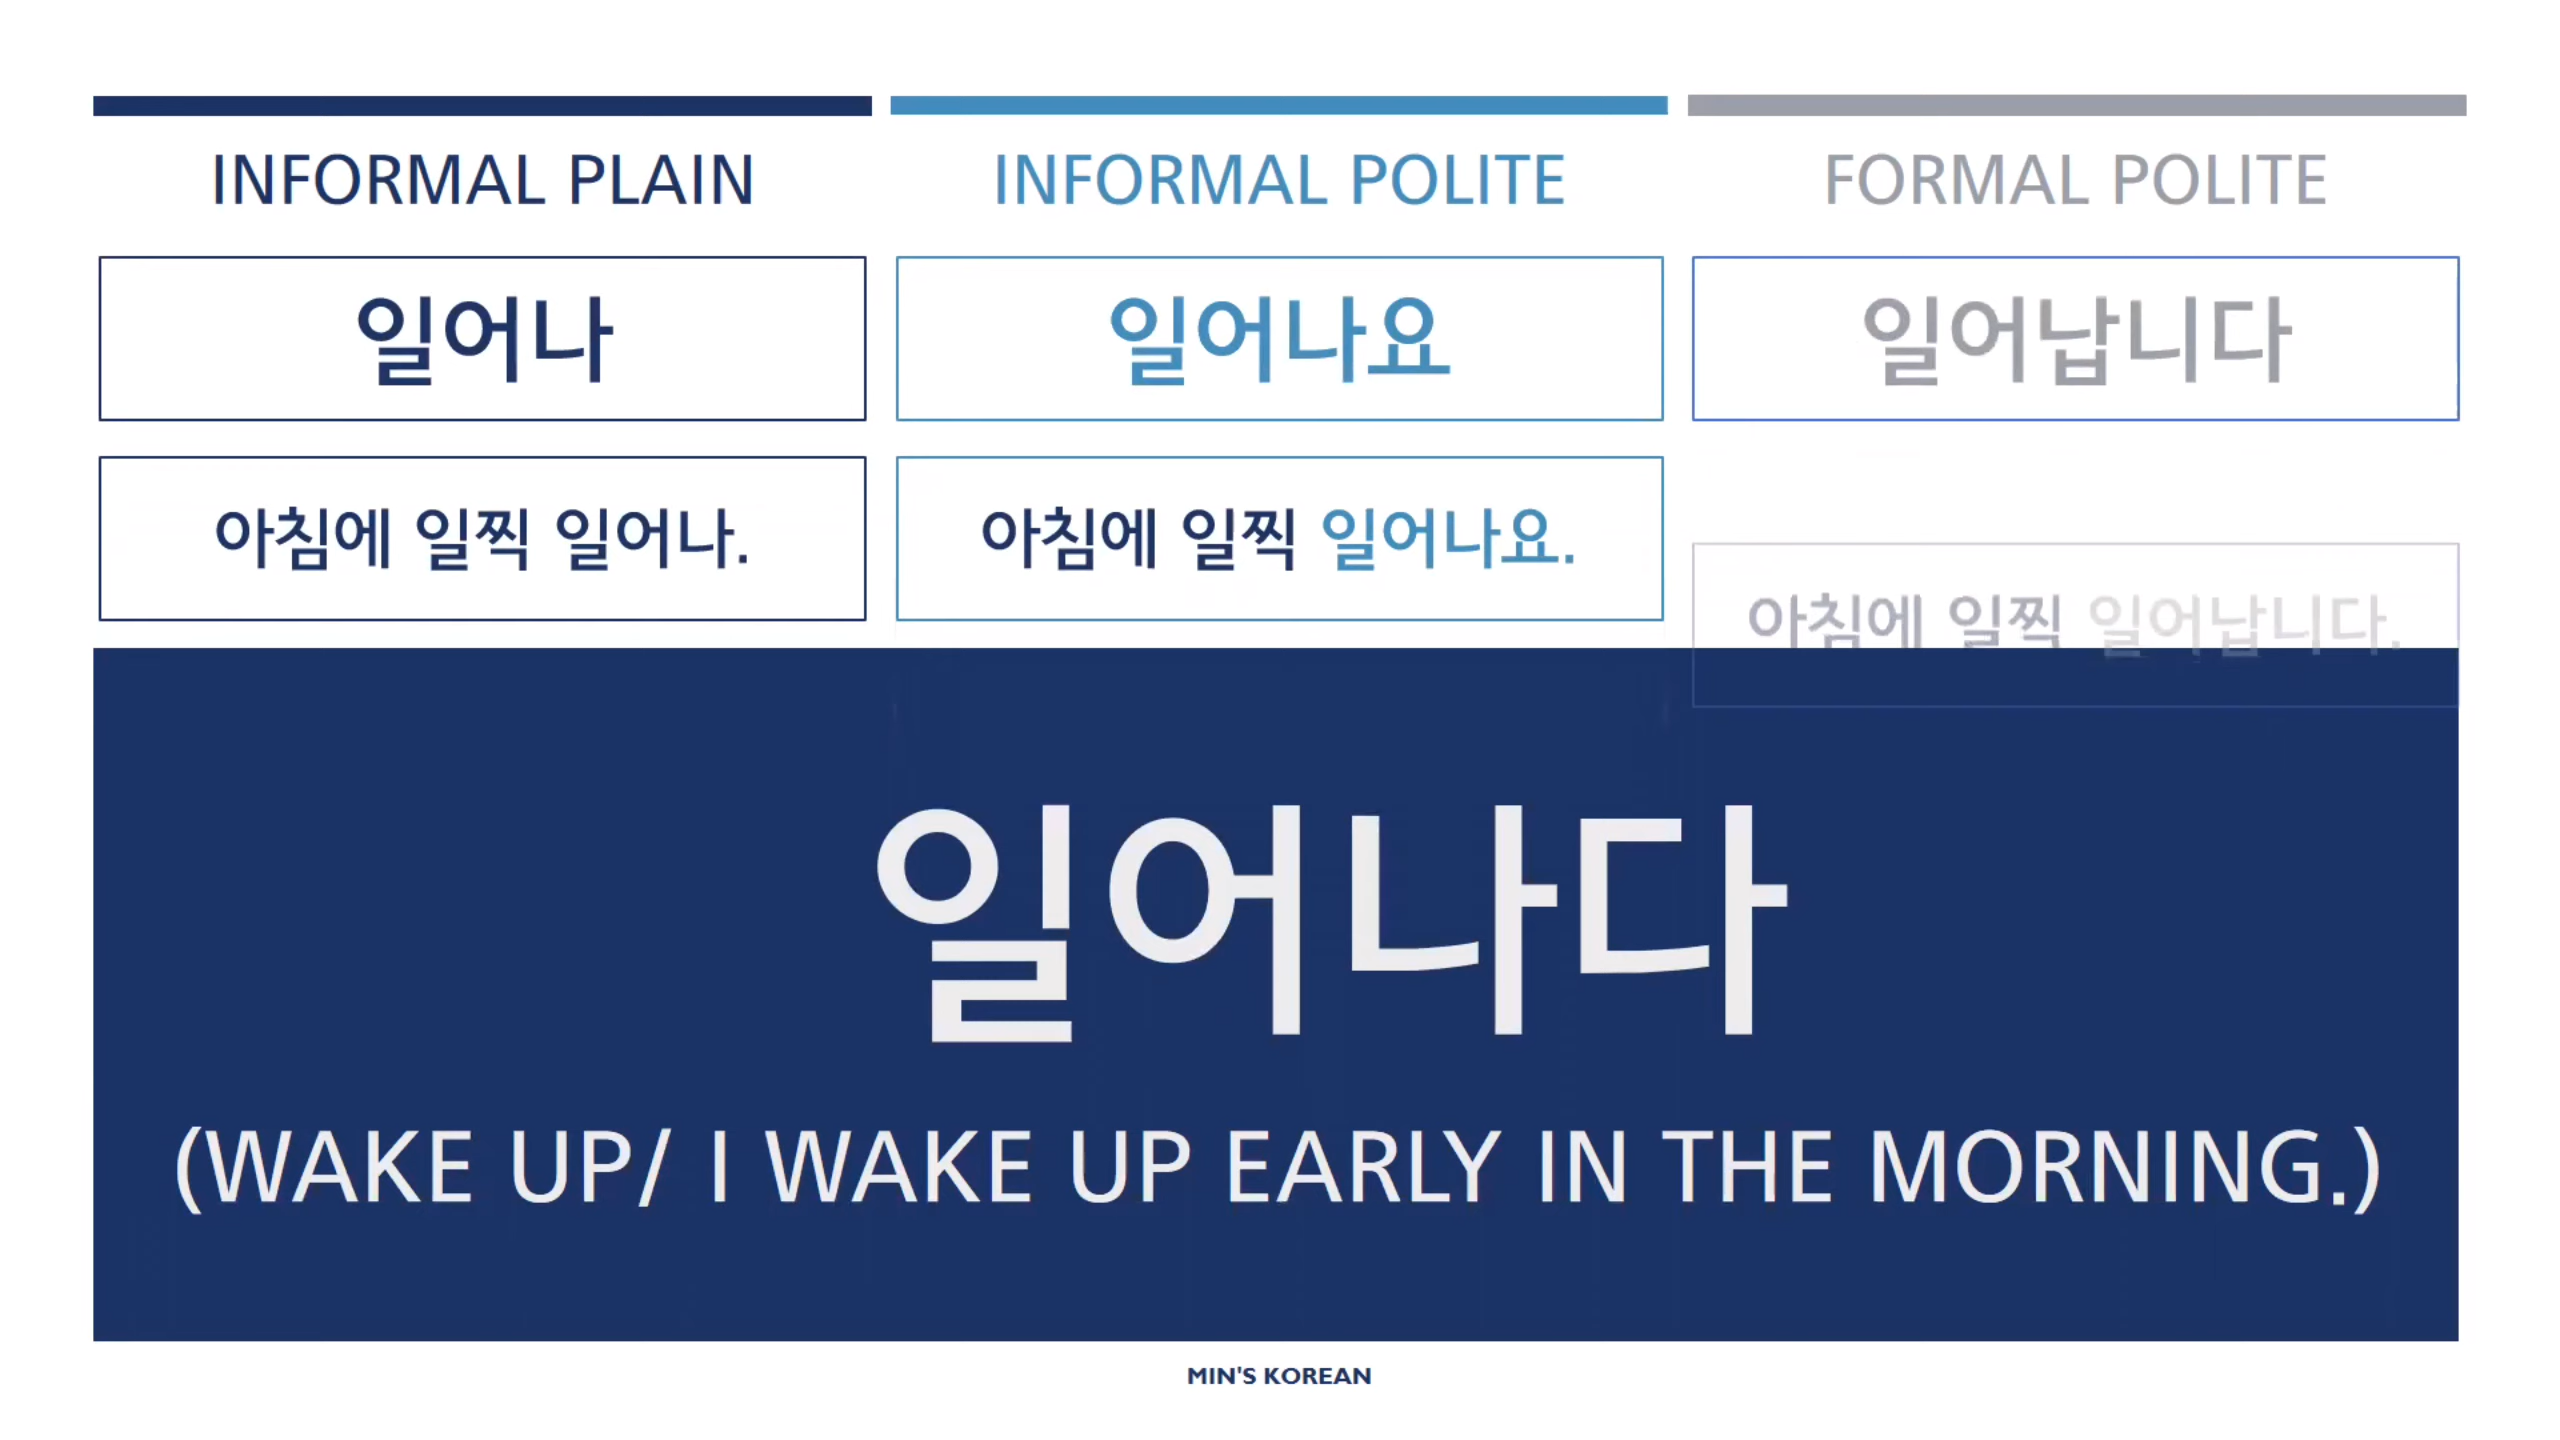 INFORMAL PLAIN
INFORMAL POLITE
FORMAL POLITE
일어나
일어나요
일어납니다
아침에 일찍 일어나.
아침에 일찍 일어나요.
아침에 일찍 일어납니다.
일어나다
(WAKE UP/ I WAKE UP EARLY IN THE MORNING.)
MIN'S KOREAN